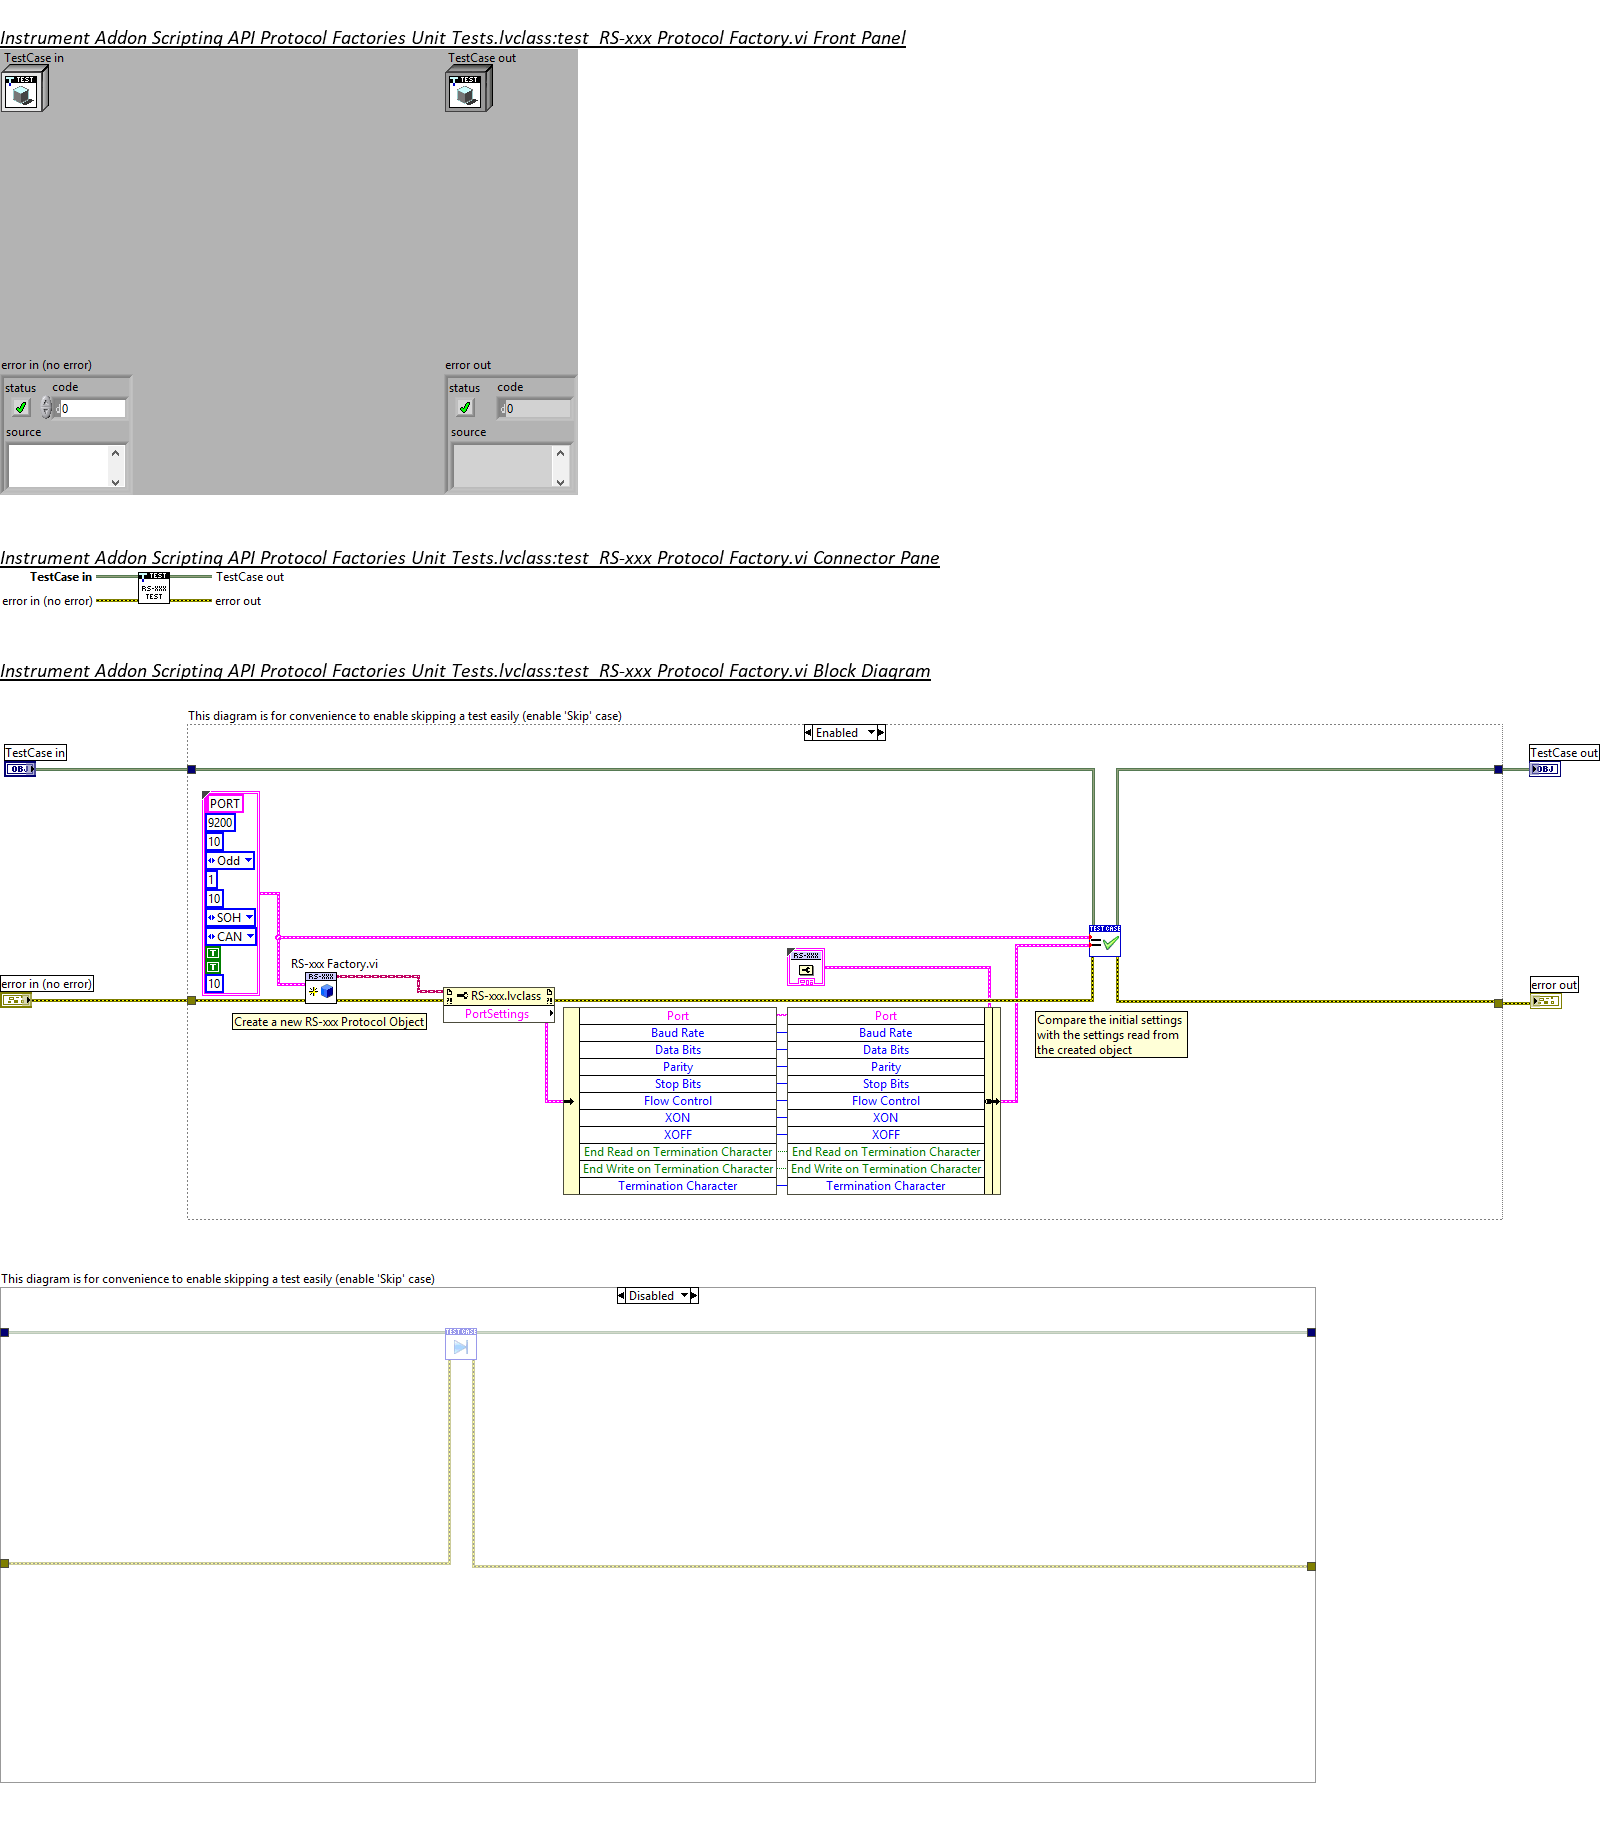 Instrument Addon Scripting API Protocol Factories Unit Tests.lvclass:test_RS-xxx Protocol Factory.vi Front Panel
TestCase in
TestCase out
TEST
TEST
error in (no error)
error out
status
code
status
code
0
0
source
source
Instrument Addon Scripting API Protocol Factories Unit Tests.lvclass:test_RS-xxx Protocol Factory.vi Connector Pane
TestCase in
TEST
RS-XXX
TEST
TestCase out
error in (no error)
error out
Instrument Addon Scripting API Protocol Factories Unit Tests.lvclass:test_RS-xxx Protocol Factory.vi Block Diagram
This diagram is for convenience to enable skipping a test easily (enable 'Skip' case)
Enabled
TestCase in
OBJ
TestCase out
OBJ
PORT
9200
10
Odd
1
10
SOH
CAN
T
T
10
TEST CASE
RS-xxx Factory.vi
RS-XXX
RS-XXX
error in (no error)
error out
RS-xxx.lvclass
PortSettings
Create a new RS-xxx Protocol Object
Compare the initial settings
with the settings read from
the created object
Port Port
Baud Rate Baud Rate
Data Bits Data Bits
Parity Parity
Stop Bits Stop Bits
Flow Control Flow Control
XON XON
XOFF XOFF
End Read on Termination Character End Read on Termination Character
End Write on Termination Character End Write on Termination Character
Termination Character Termination Character
This diagram is for convenience to enable skipping a test easily (enable 'Skip' case)
Disabled
TEST CASE